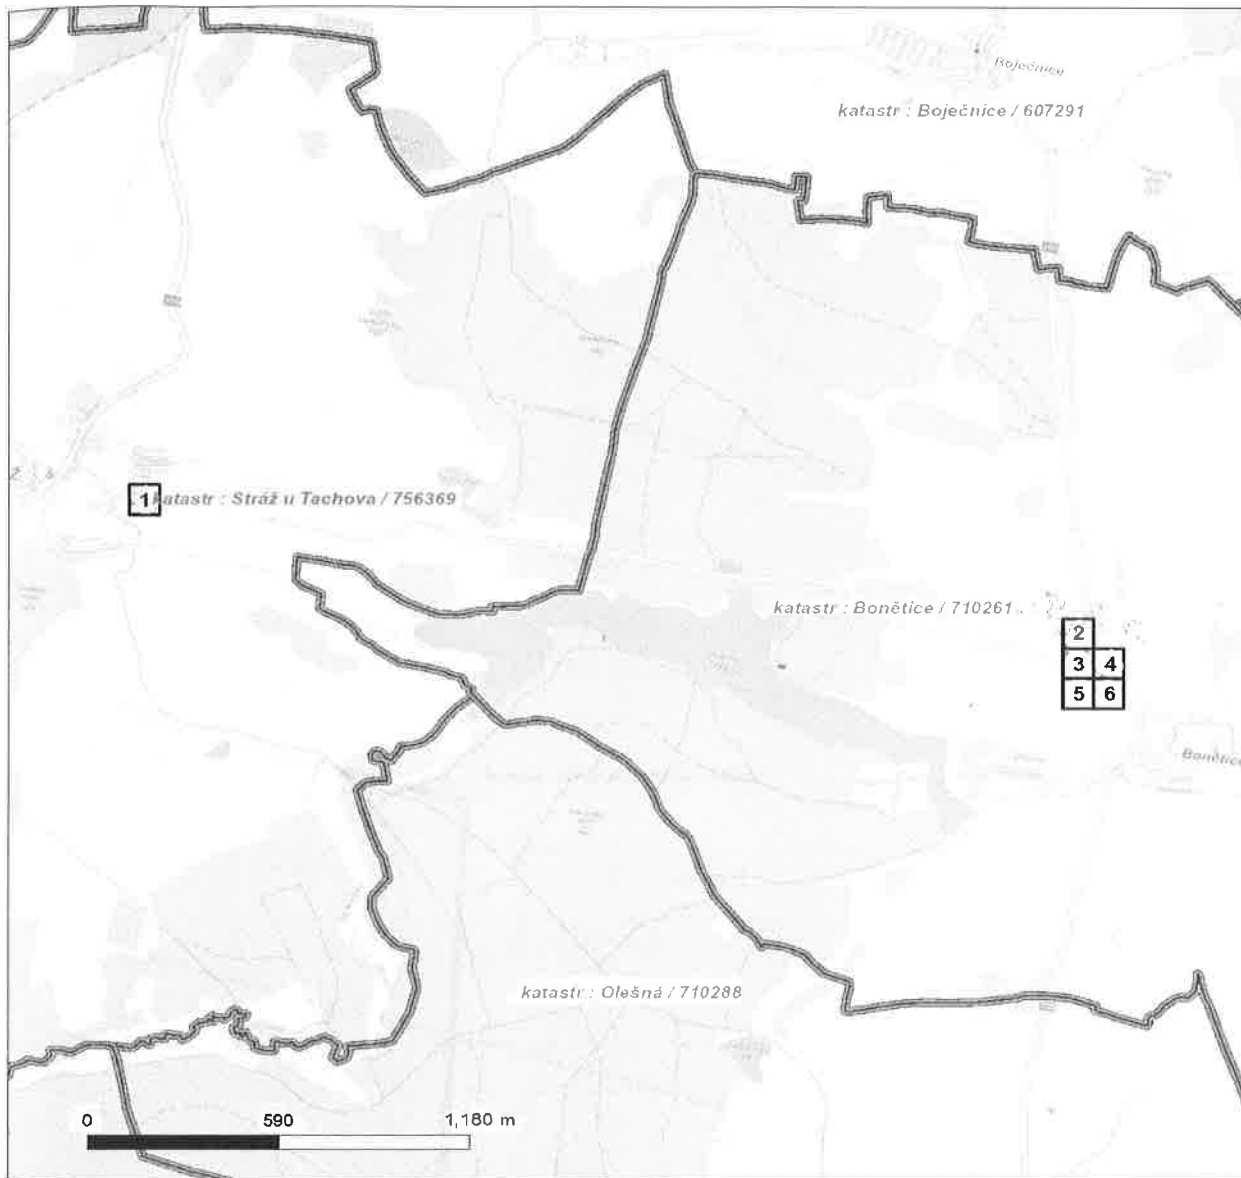 Boječnice
katastr : Boječnice / 607291
1
katastr : Stráž u Tachova / 756369
katastr : Bonětice / 710261
2
3 4
5 6
Bonětice
katastr : Olešná / 710288
0 590 1,180 m